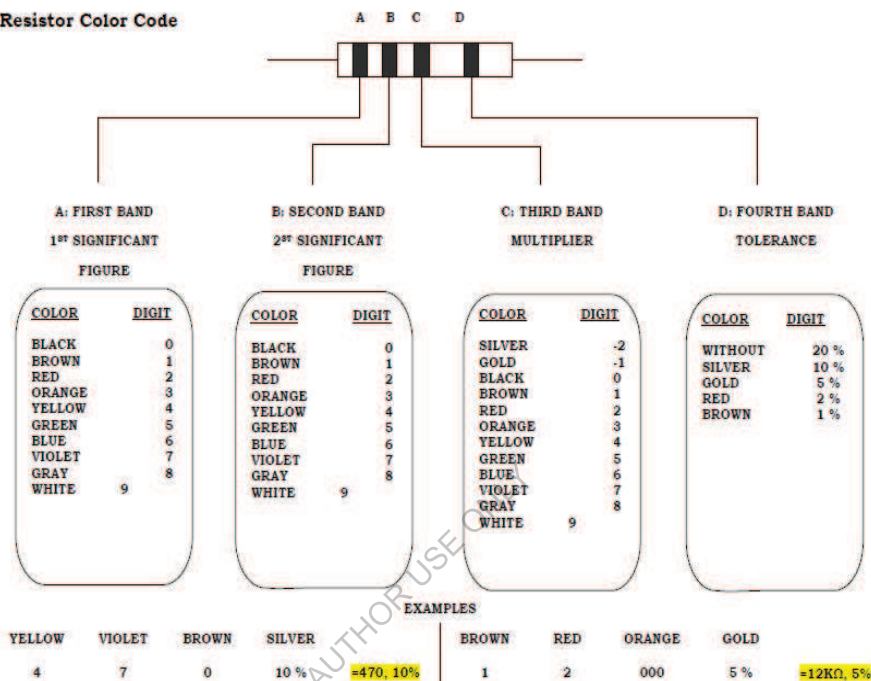 Resistor Color Code
A B C D
A: FIRST BAND
1ST SIGNIFICANT
FIGURE
B: SECOND BAND
2ST SIGNIFICANT
FIGURE
C: THIRD BAND
MULTIPLIER
D: FOURTH BAND
TOLERANCE
COLOR DIGIT
BLACK 0
BROWN 1
RED 2
ORANGE 3
YELLOW 4
GREEN 5
BLUE 6
VIOLET 7
GRAY 8
WHITE 9
COLOR DIGIT
BLACK 0
BROWN 1
RED 2
ORANGE 3
YELLOW 4
GREEN 5
BLUE 6
VIOLET 7
GRAY 8
WHITE 9
COLOR DIGIT
SILVER -2
GOLD -1
BLACK 0
BROWN 1
RED 2
ORANGE 3
YELLOW 4
GREEN 5
BLUE 6
VIOLET 7
GRAY 8
WHITE 9
COLOR DIGIT
WITHOUT 20 %
SILVER 10 %
GOLD 5 %
RED 2 %
BROWN 1 %
AUTHOR USE ONLY
EXAMPLES
YELLOW VIOLET BROWN SILVER
4 7 0 10 % =470, 10%
BROWN RED ORANGE GOLD
1 2 000 5 % =12KΩ, 5%